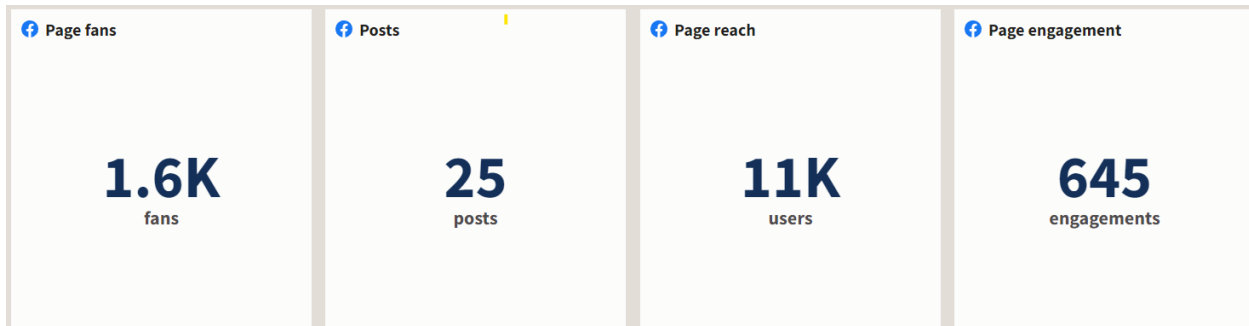 Page fans
1.6K
fans
Posts
25
posts
Page reach
11K
users
Page engagement
645
engagements